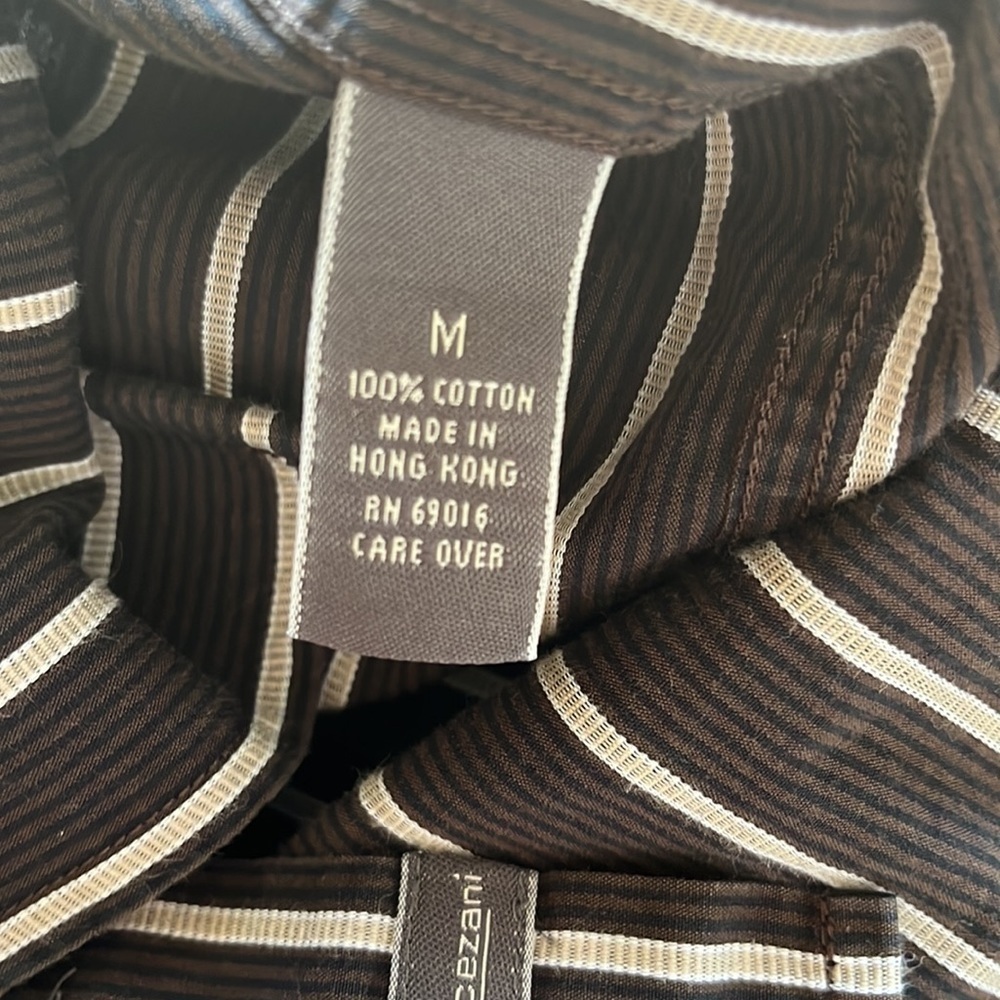 M
100% COTTON
MADE IN
HONG KONG
RN 69016
CARE OVER
cezani